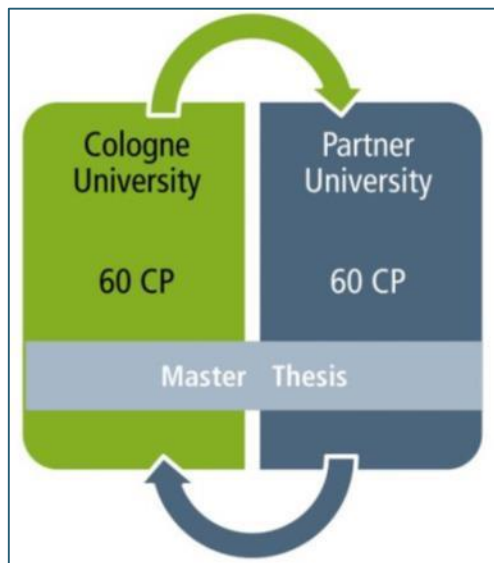 Cologne
University
60 CP
Partner
University
60 CP
Master Thesis